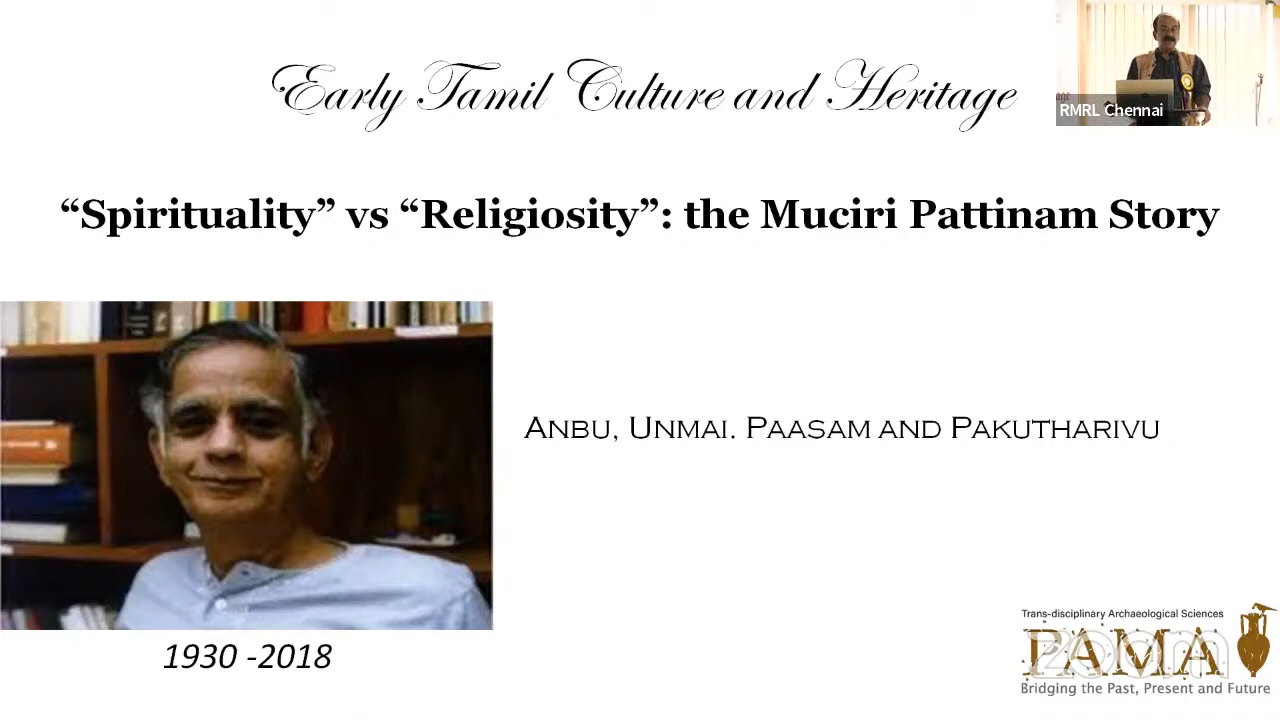 Early Tamil Culture and Heritage
RMRL Chennai
“Spirituality” vs “Religiosity”: the Muciri Pattinam Story
Anbu, Unmai. Paasam and Pakutharivu
1930 -2018
Trans-disciplinary Archaeological Sciences
PAMA
zoom
Bridging the Past, Present and Future